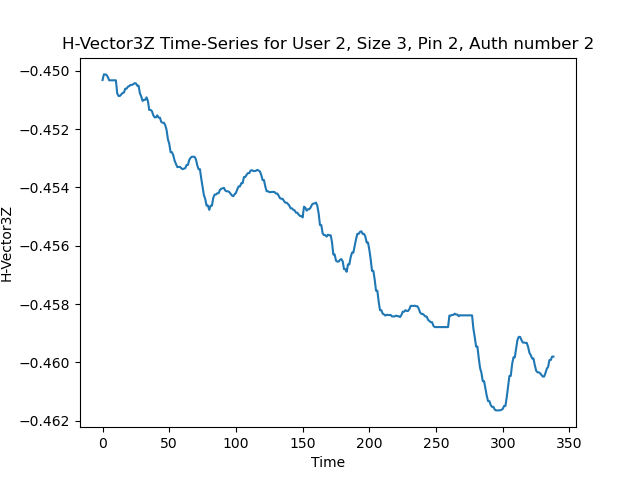 H-Vector3Z Time-Series for User 2, Size 3, Pin 2, Auth number 2
−0.450
−0.452
−0.454
−0.456
−0.458
−0.460
−0.462
H-Vector3Z
0 50 100 150 200 250 300 350
Time